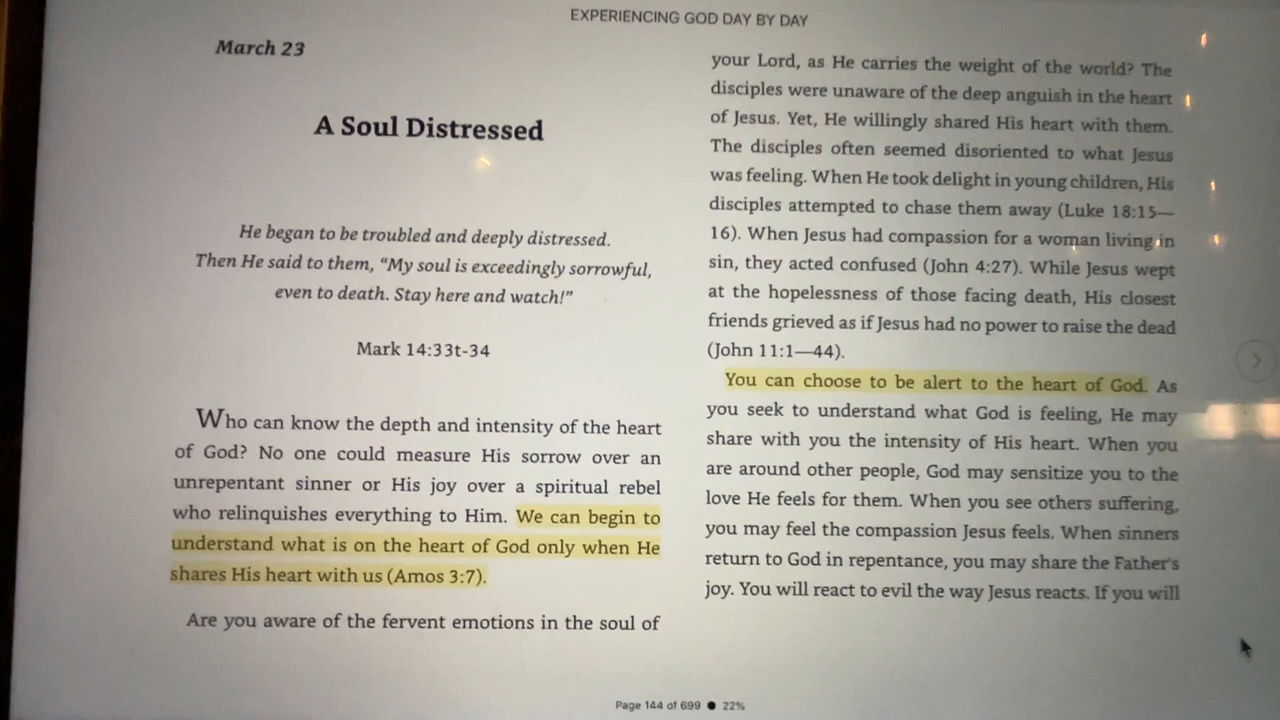 EXPERIENCING GOD DAY BY DAY
March 23
A Soul Distressed
He began to be troubled and deeply distressed.
Then He said to them, “My soul is exceedingly sorrowful,
even to death. Stay here and watch!”
Mark 14:33t-34
Who can know the depth and intensity of the heart
of God? No one could measure His sorrow over an
unrepentant sinner or His joy over a spiritual rebel
who relinquishes everything to Him. We can begin to
understand what is on the heart of God only when He
shares His heart with us (Amos 3:7).
Are you aware of the fervent emotions in the soul of
your Lord, as He carries the weight of the world? The
disciples were unaware of the deep anguish in the heart
of Jesus. Yet, He willingly shared His heart with them.
The disciples often seemed disoriented to what Jesus
was feeling. When He took delight in young children, His
disciples attempted to chase them away (Luke 18:15—
16). When Jesus had compassion for a woman living in
sin, they acted confused (John 4:27). While Jesus wept
at the hopelessness of those facing death, His closest
friends grieved as if Jesus had no power to raise the dead
(John 11:1—44).
You can choose to be alert to the heart of God. As
you seek to understand what God is feeling, He may
share with you the intensity of His heart. When you
are around other people, God may sensitize you to the
love He feels for them. When you see others suffering,
you may feel the compassion Jesus feels. When sinners
return to God in repentance, you may share the Father's
joy. You will react to evil the way Jesus reacts. If you will
Page 144 of 699 ● 22%